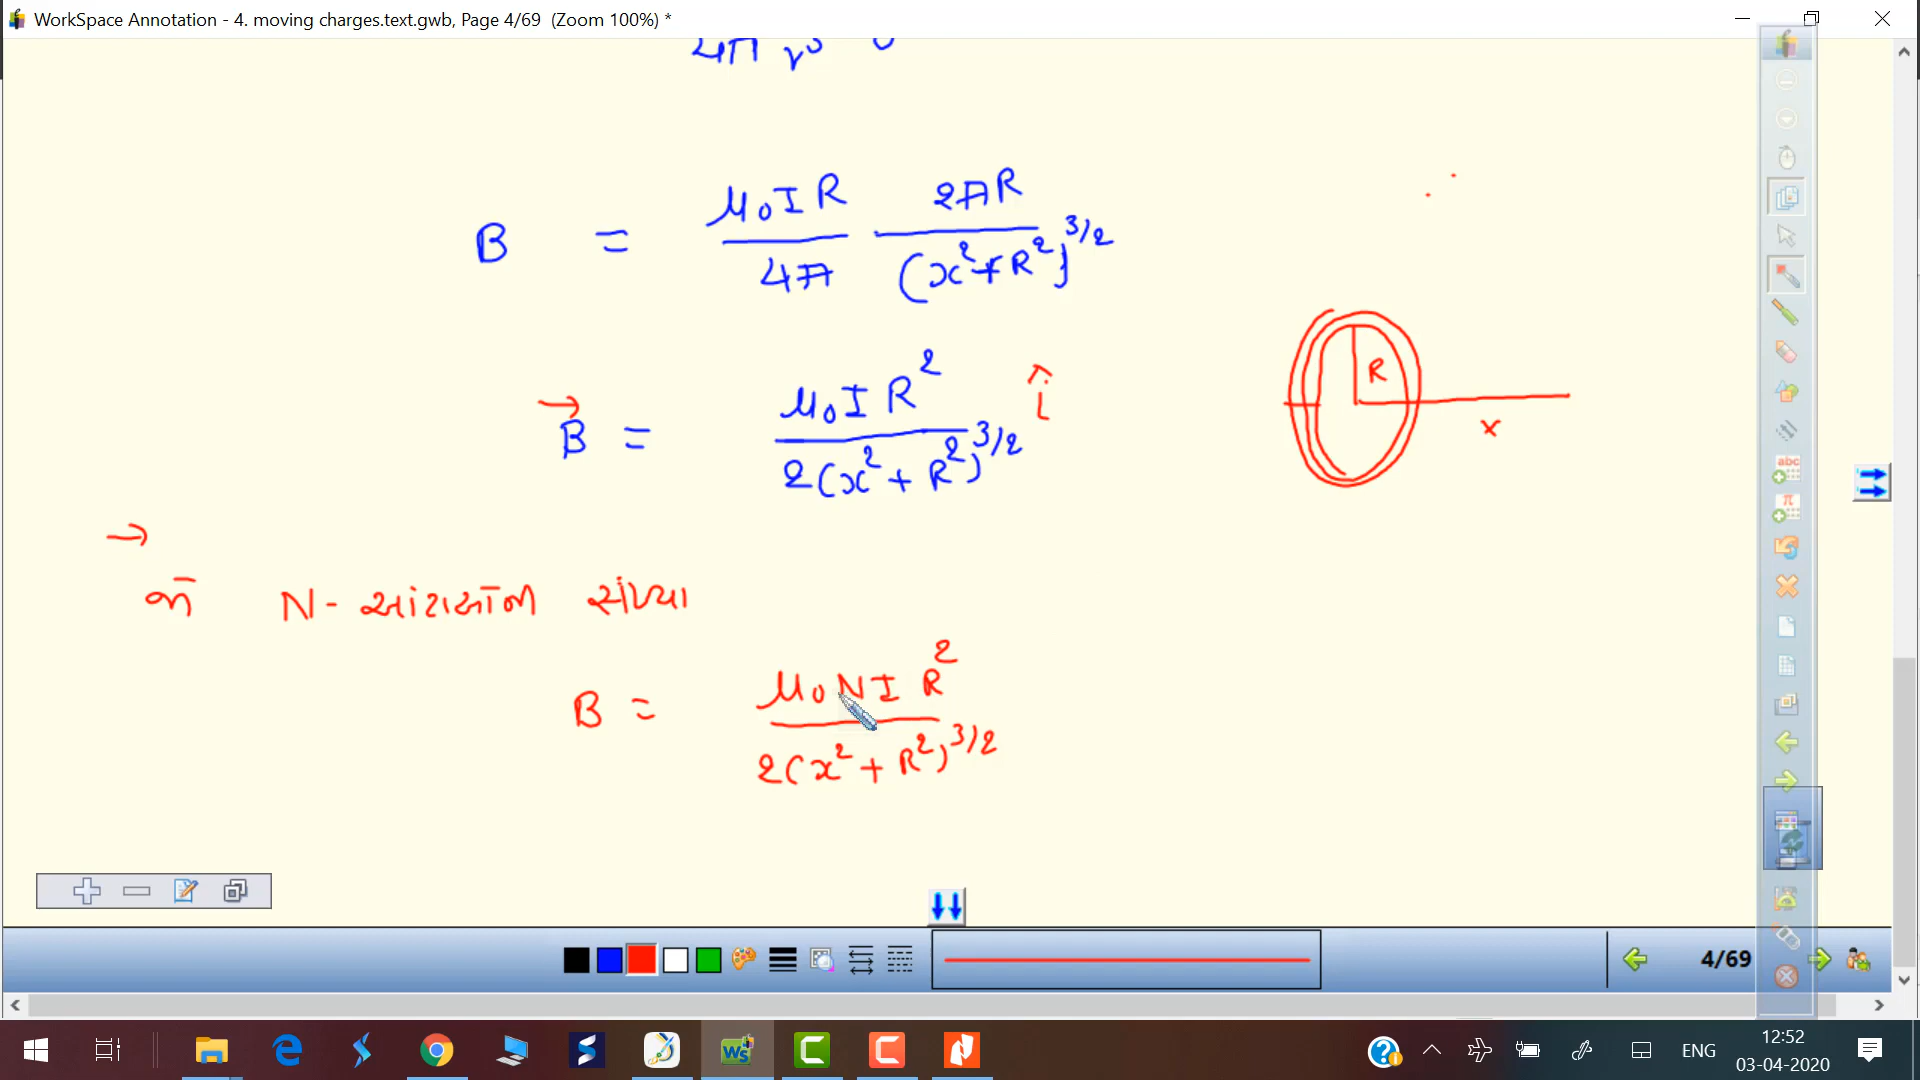 WorkSpace Annotation - 4. moving charges.text.gwb, Page 4/69 (Zoom 100%) *
B = μ₀IR/4π 2πR/(x²+R²)^3/2
B⃗ = μ₀IR²/2(x²+R²)^3/2 î
R
x
→
જો N - આંટાઓની સંખ્યા
B = μ₀NIR²/2(x²+R²)^3/2
abc
π
4/69
ws
ENG
12:52
03-04-2020